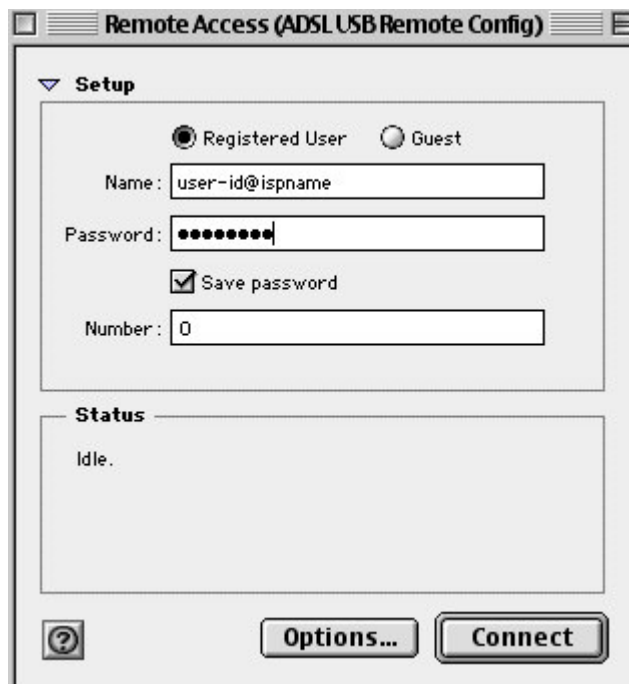 Remote Access (ADSL USB Remote Config)
Setup
Registered User Guest
Name: user-id@ispname
Password: ●●●●●●●●
Save password
Number: 0
Status
Idle.
? Options... Connect